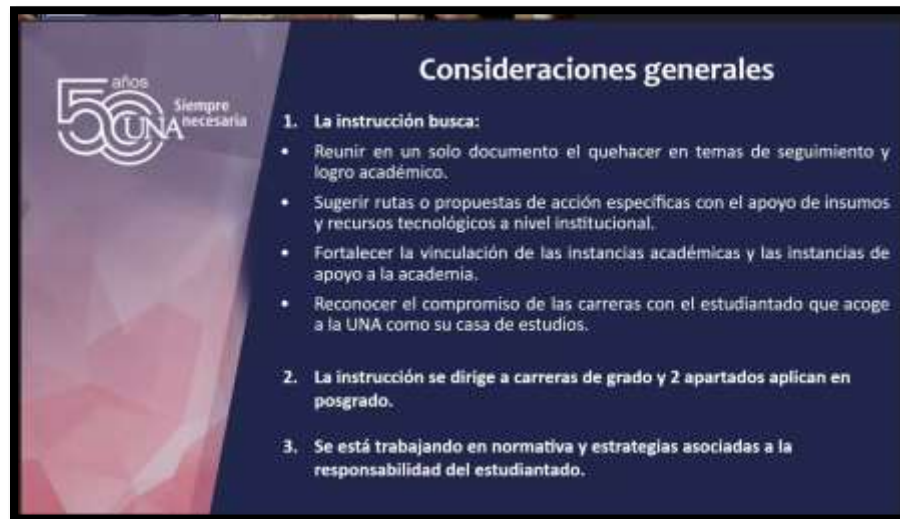 Consideraciones generales
50 años
UNA
Siempre
necesaria
1. La instrucción busca:
• Reunir en un solo documento el quehacer en temas de seguimiento y
logro académico.
• Sugerir rutas o propuestas de acción específicas con el apoyo de insumos
y recursos tecnológicos a nivel institucional.
• Fortalecer la vinculación de las instancias académicas y las instancias de
apoyo a la academia.
• Reconocer el compromiso de las carreras con el estudiantado que acoge
a la UNA como su casa de estudios.
2. La instrucción se dirige a carreras de grado y 2 apartados aplican en
posgrado.
3. Se está trabajando en normativa y estrategias asociadas a la
responsabilidad del estudiantado.